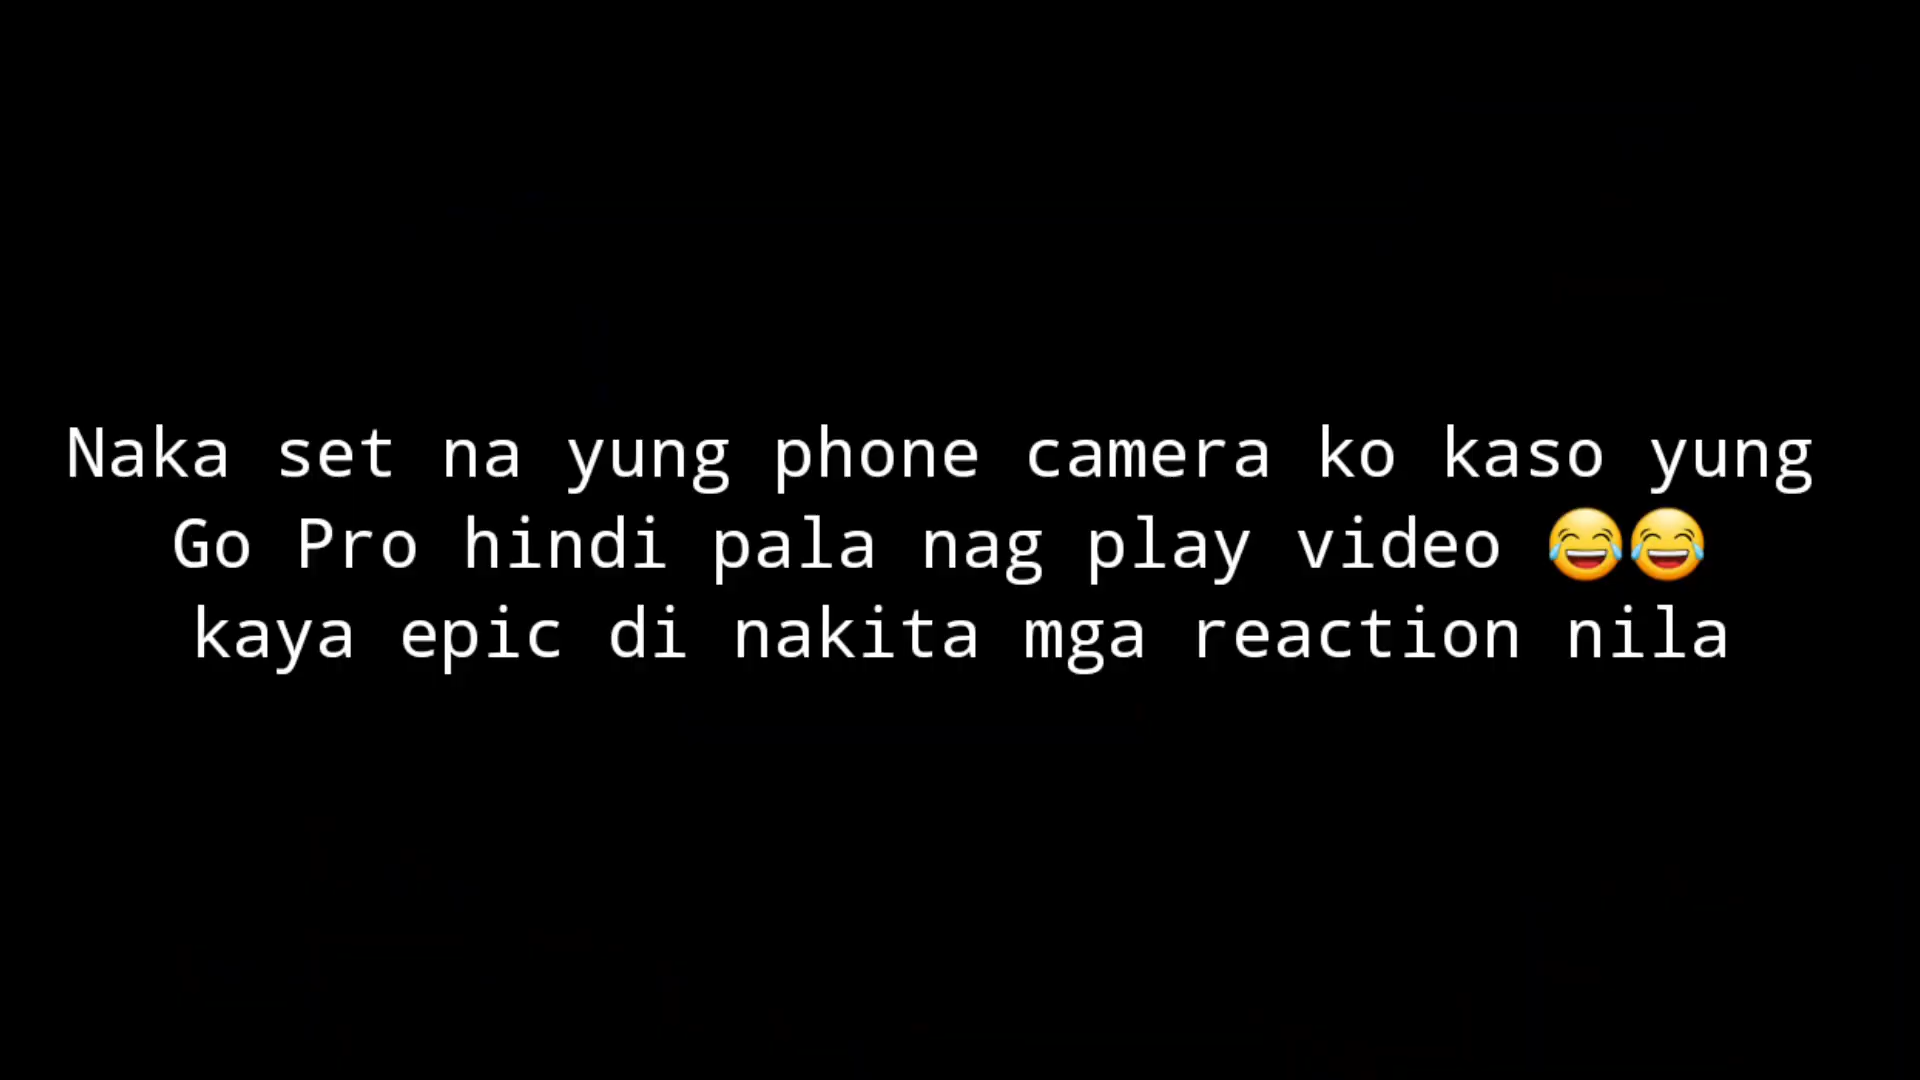 Naka set na yung phone camera ko kaso yung
Go Pro hindi pala nag play video 😂😂
kaya epic di nakita mga reaction nila